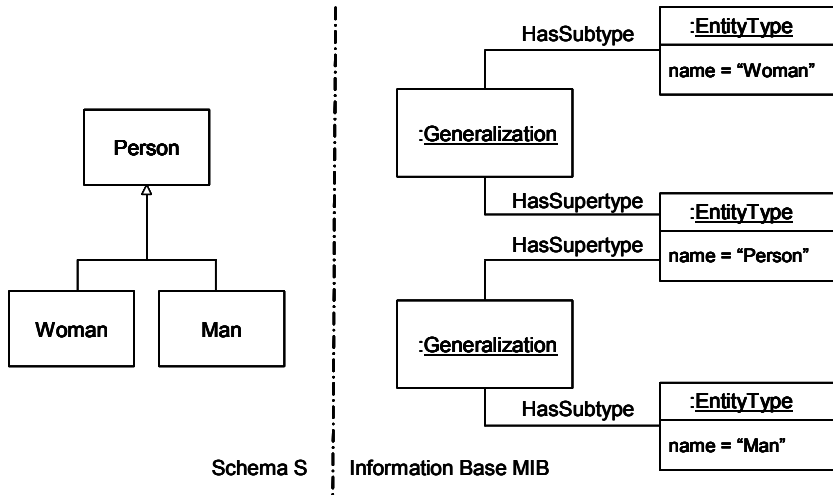 Person
Woman
Man
Schema S
HasSubtype
:EntityType
name = “Woman”
:Generalization
HasSupertype
:EntityType
name = “Person”
HasSupertype
:Generalization
HasSubtype
:EntityType
name = “Man”
Information Base MIB